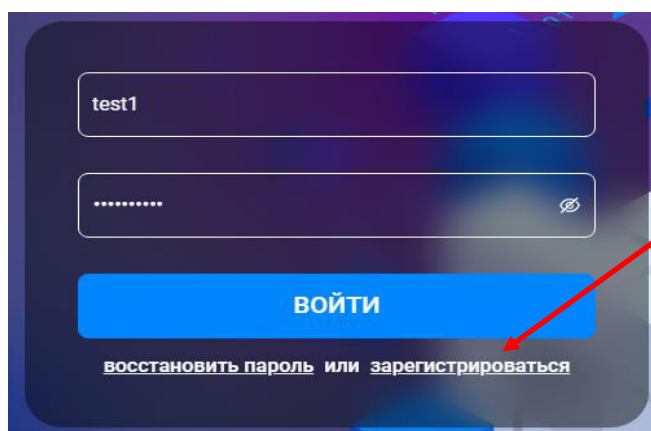 test1
••••••••••
ВОЙТИ
восстановить пароль или зарегистрироваться